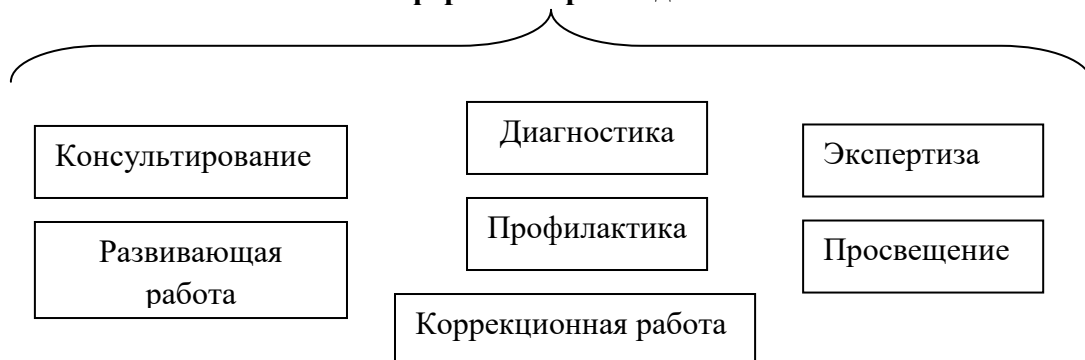 Консультирование
Диагностика
Экспертиза
Развивающая
работа
Профилактика
Просвещение
Коррекционная работа